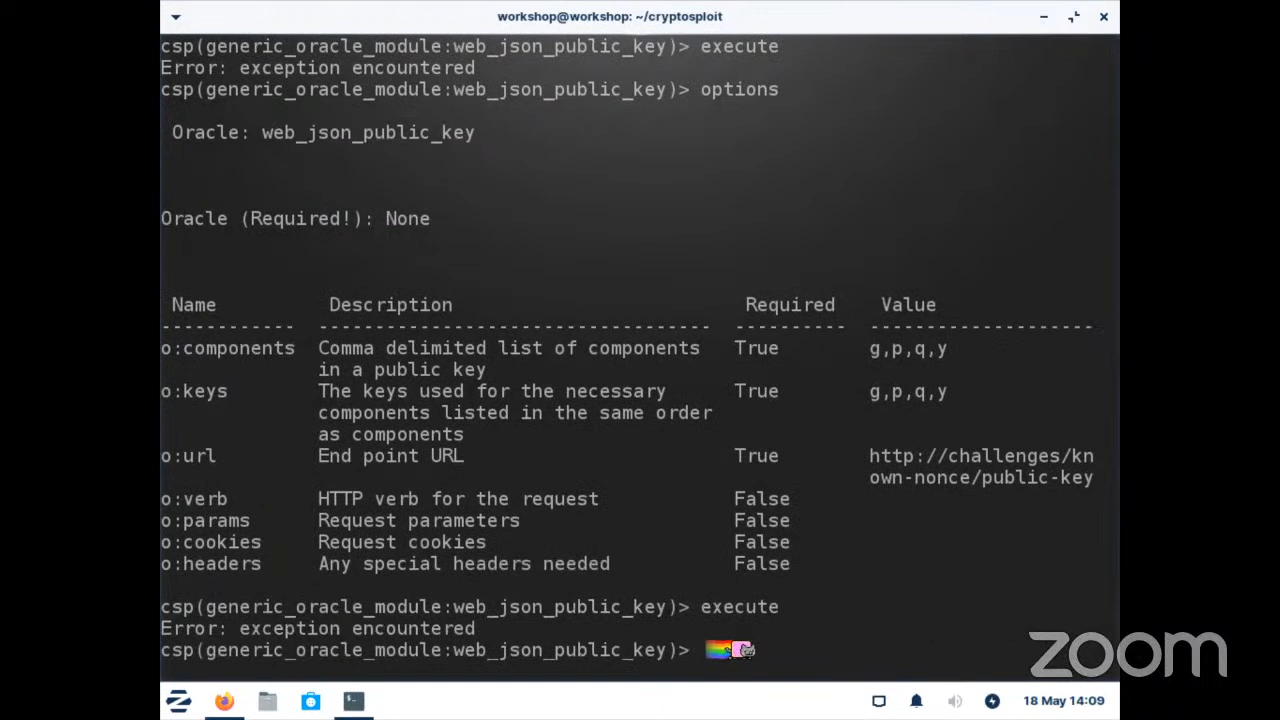 workshop@workshop: ~/cryptosploit
csp(generic_oracle_module:web_json_public_key)> execute
Error: exception encountered
csp(generic_oracle_module:web_json_public_key)> options
Oracle: web_json_public_key
Oracle (Required!): None
Name Description Required Value
------------ ----------------------------------- ---------- --------------------
o:components Comma delimited list of components True g,p,q,y
in a public key
o:keys The keys used for the necessary True g,p,q,y
components listed in the same order
as components
o:url End point URL True http://challenges/kn
own-nonce/public-key
o:verb HTTP verb for the request False
o:params Request parameters False
o:cookies Request cookies False
o:headers Any special headers needed False
csp(generic_oracle_module:web_json_public_key)> execute
Error: exception encountered
csp(generic_oracle_module:web_json_public_key)>
zoom
18 May 14:09